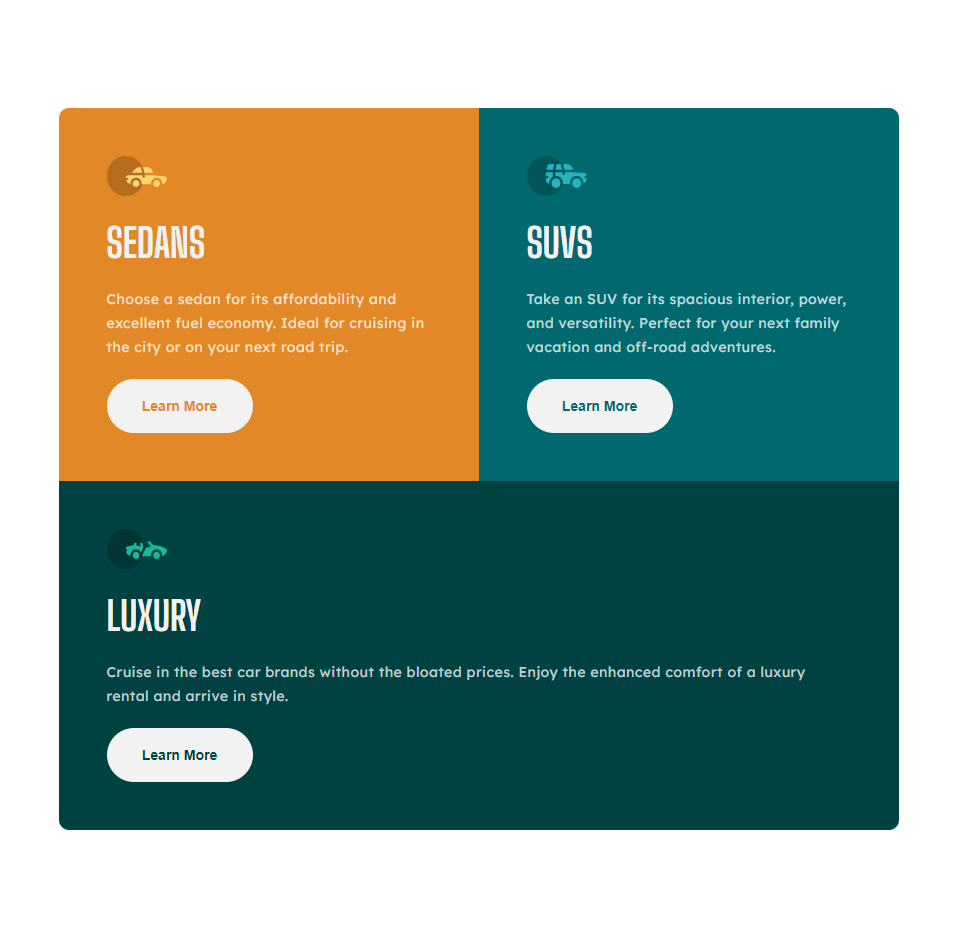 SEDANS
Choose a sedan for its affordability and
excellent fuel economy. Ideal for cruising in
the city or on your next road trip.
Learn More
SUVS
Take an SUV for its spacious interior, power,
and versatility. Perfect for your next family
vacation and off-road adventures.
Learn More
LUXURY
Cruise in the best car brands without the bloated prices. Enjoy the enhanced comfort of a luxury
rental and arrive in style.
Learn More